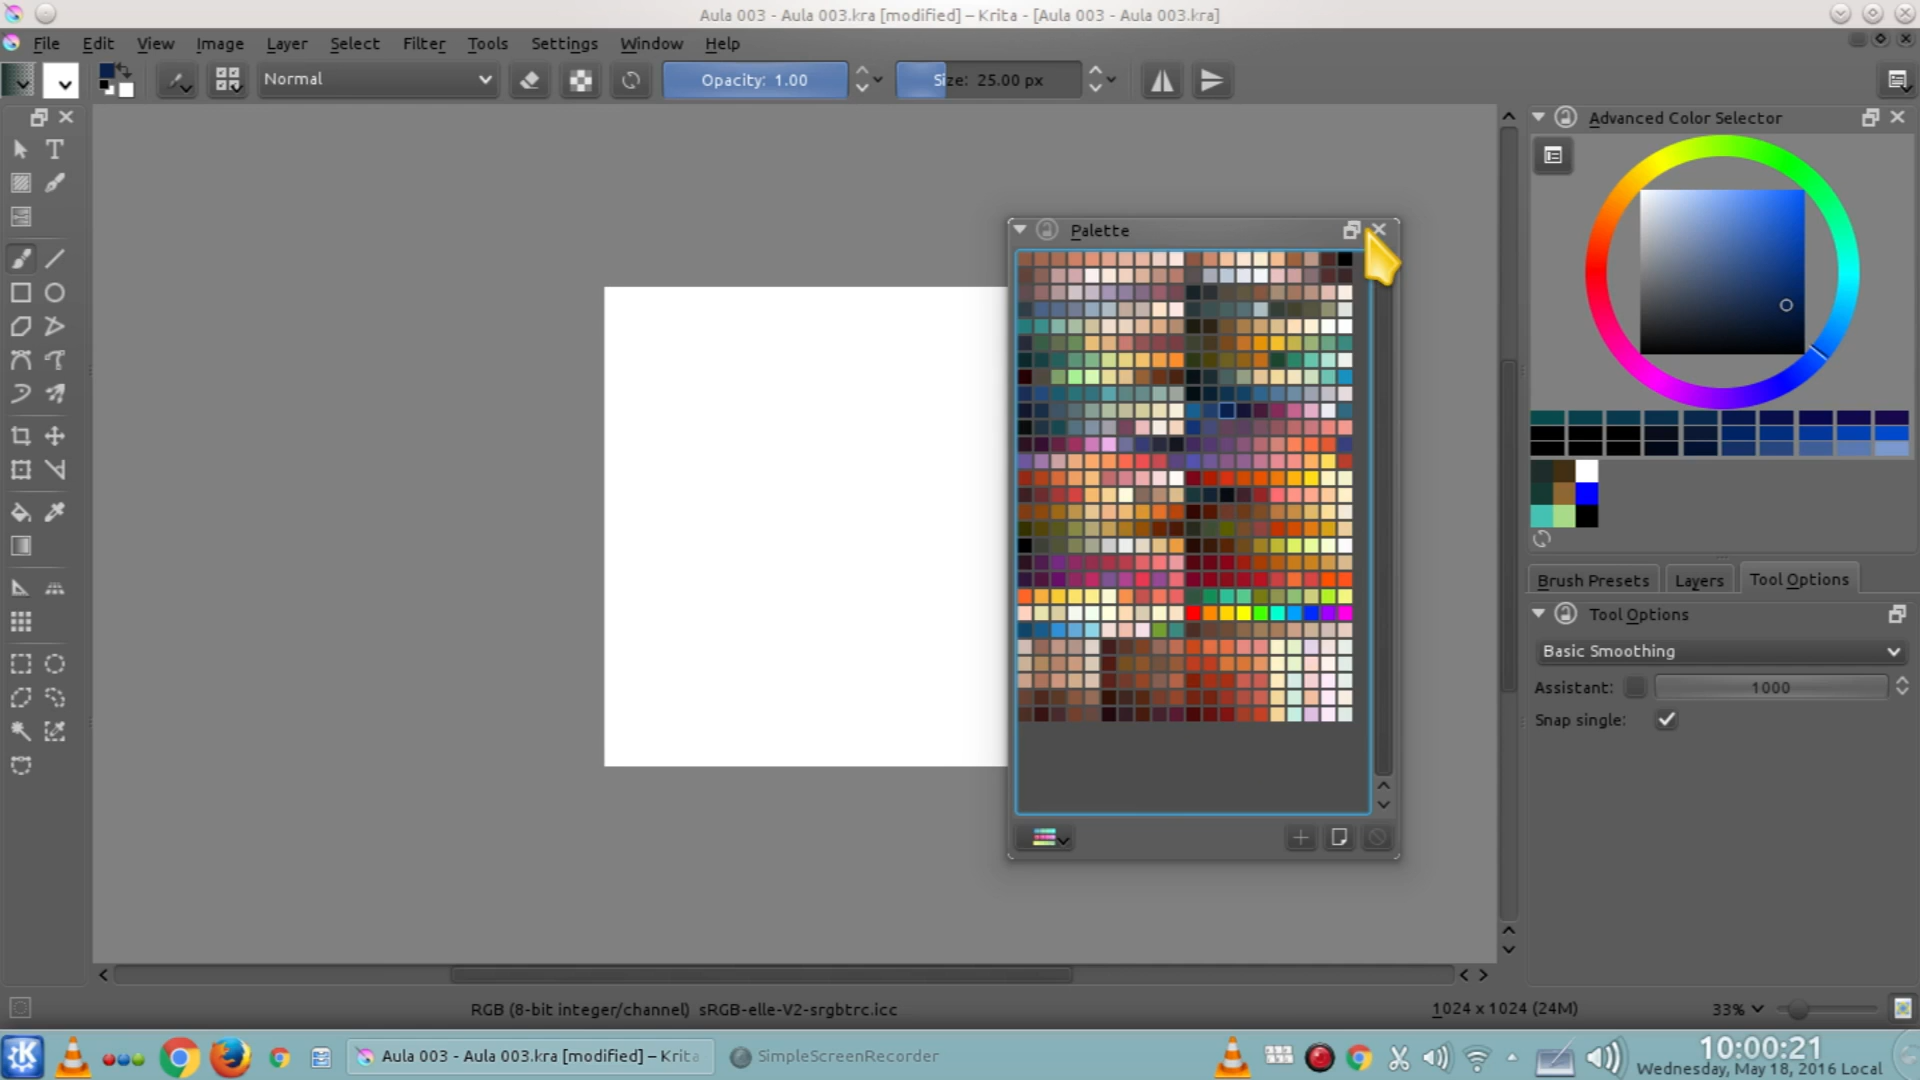 Aula 003 - Aula 003.kra [modified] – Krita - [Aula 003 - Aula 003.kra]
File Edit View Image Layer Select Filter Tools Settings Window Help
Normal Opacity: 1.00 Size: 25.00 px
Advanced Color Selector
Palette
Brush Presets Layers Tool Options
Tool Options
Basic Smoothing
Assistant: 1000
Snap single:
RGB (8-bit integer/channel) sRGB-elle-V2-srgbtrc.icc 1024 x 1024 (24M) 33%
Aula 003 - Aula 003.kra [modified] – Krita SimpleScreenRecorder 10:00:21
Wednesday, May 18, 2016 Local